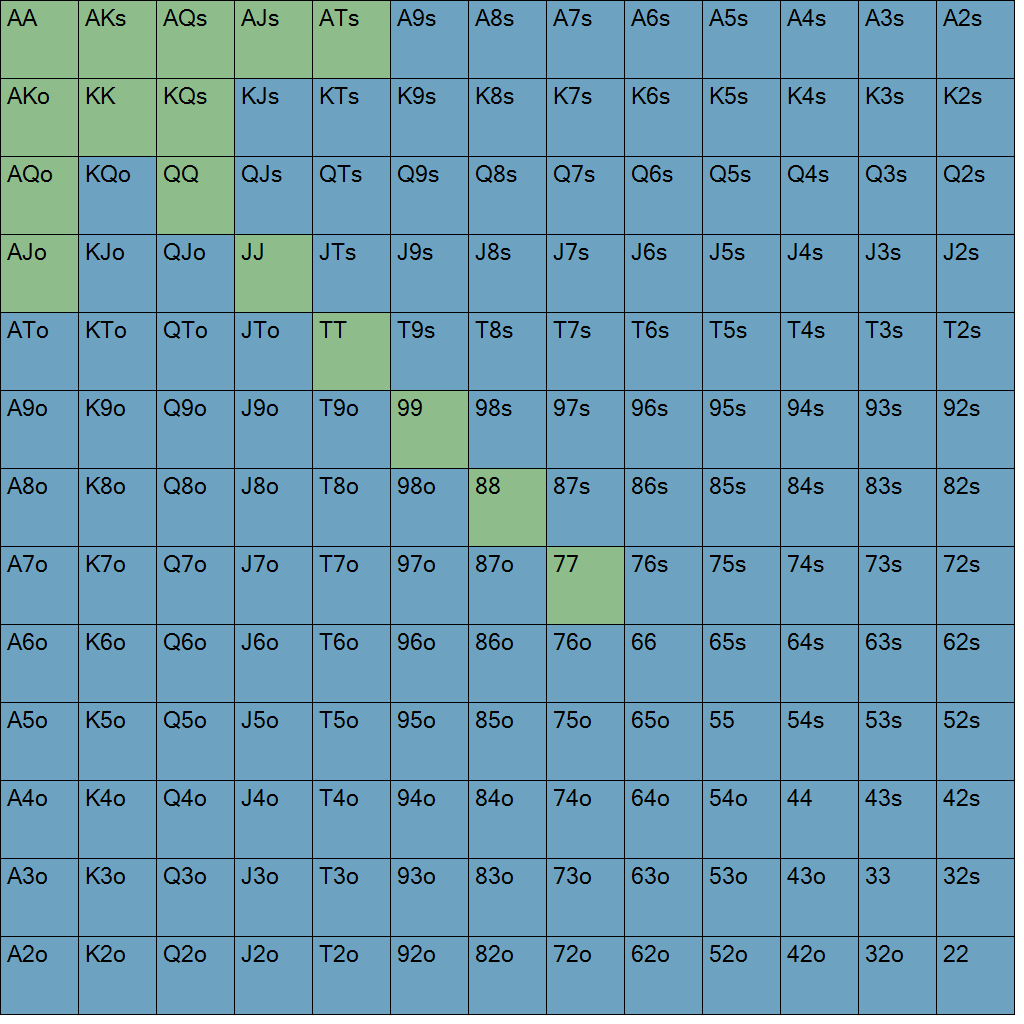 AA AKs AQs AJs ATs A9s A8s A7s A6s A5s A4s A3s A2s
AKo KK KQs KJs KTs K9s K8s K7s K6s K5s K4s K3s K2s
AQo KQo QQ QJs QTs Q9s Q8s Q7s Q6s Q5s Q4s Q3s Q2s
AJo KJo QJo JJ JTs J9s J8s J7s J6s J5s J4s J3s J2s
ATo KTo QTo JTo TT T9s T8s T7s T6s T5s T4s T3s T2s
A9o K9o Q9o J9o T9o 99 98s 97s 96s 95s 94s 93s 92s
A8o K8o Q8o J8o T8o 98o 88 87s 86s 85s 84s 83s 82s
A7o K7o Q7o J7o T7o 97o 87o 77 76s 75s 74s 73s 72s
A6o K6o Q6o J6o T6o 96o 86o 76o 66 65s 64s 63s 62s
A5o K5o Q5o J5o T5o 95o 85o 75o 65o 55 54s 53s 52s
A4o K4o Q4o J4o T4o 94o 84o 74o 64o 54o 44 43s 42s
A3o K3o Q3o J3o T3o 93o 83o 73o 63o 53o 43o 33 32s
A2o K2o Q2o J2o T2o 92o 82o 72o 62o 52o 42o 32o 22